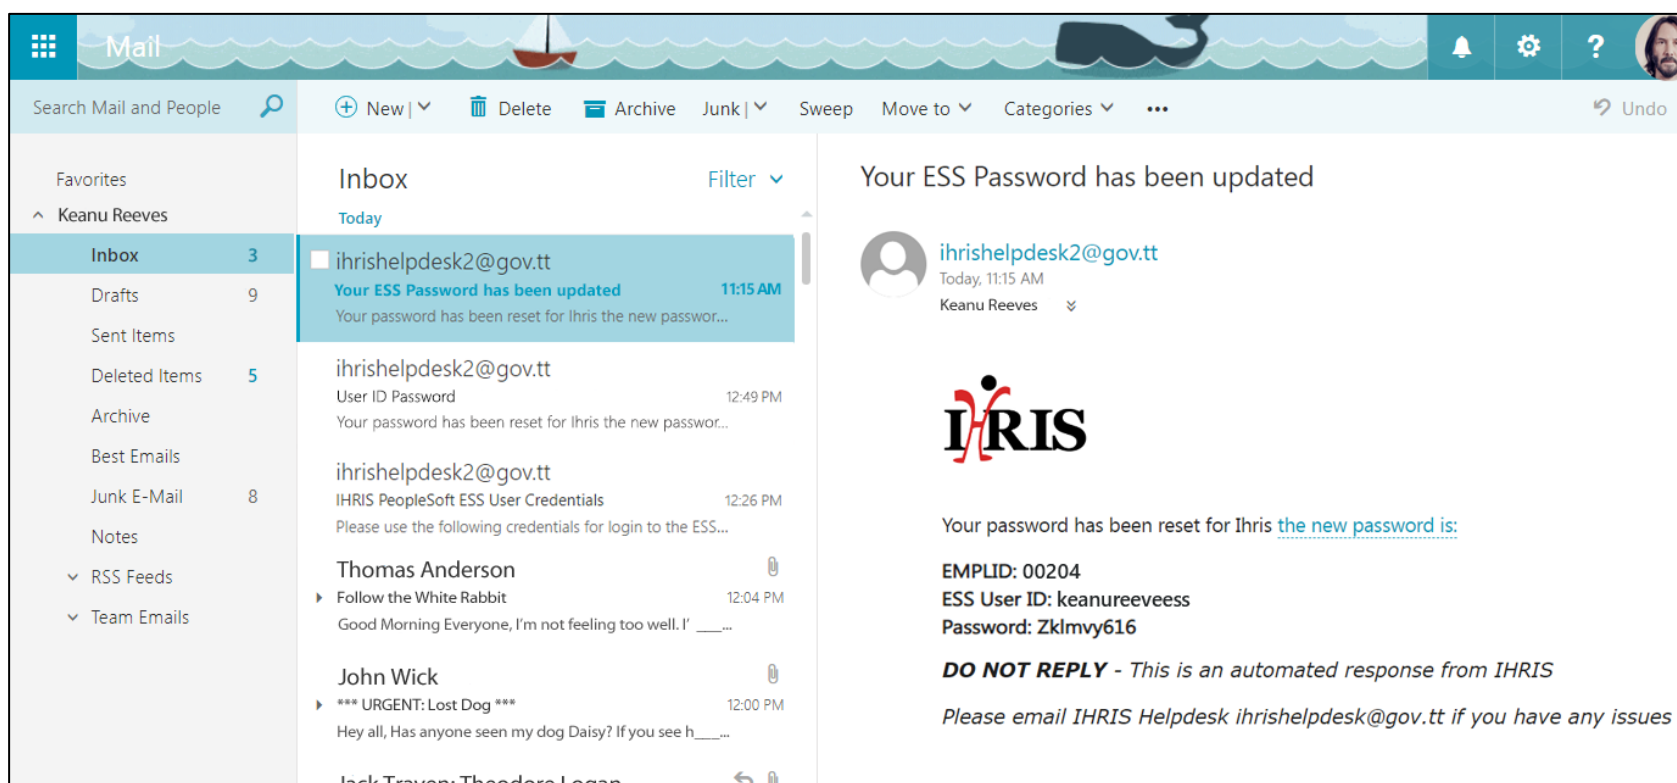 Mail
Search Mail and People
New
Delete
Archive
Junk
Sweep
Move to
Categories
Undo
Favorites
Keanu Reeves
Inbox 3
Drafts 9
Sent Items
Deleted Items 5
Archive
Best Emails
Junk E-Mail 8
Notes
RSS Feeds
Team Emails
Inbox
Filter
Today
ihrishelpdesk2@gov.tt
Your ESS Password has been updated 11:15 AM
Your password has been reset for Ihris the new passwor...
ihrishelpdesk2@gov.tt
User ID Password 12:49 PM
Your password has been reset for Ihris the new passwor...
ihrishelpdesk2@gov.tt
IHRIS PeopleSoft ESS User Credentials 12:26 PM
Please use the following credentials for login to the ESS...
Thomas Anderson
Follow the White Rabbit 12:04 PM
Good Morning Everyone, I'm not feeling too well. I' ___...
John Wick
*** URGENT: Lost Dog *** 12:00 PM
Hey all, Has anyone seen my dog Daisy? If you see h___...
Jack Traven; Theodore Logan
Your ESS Password has been updated
ihrishelpdesk2@gov.tt
Today, 11:15 AM
Keanu Reeves
IHRIS
Your password has been reset for Ihris the new password is:
EMPLID: 00204
ESS User ID: keanureeveess
Password: Zklmvy616
DO NOT REPLY - This is an automated response from IHRIS
Please email IHRIS Helpdesk ihrishelpdesk@gov.tt if you have any issues